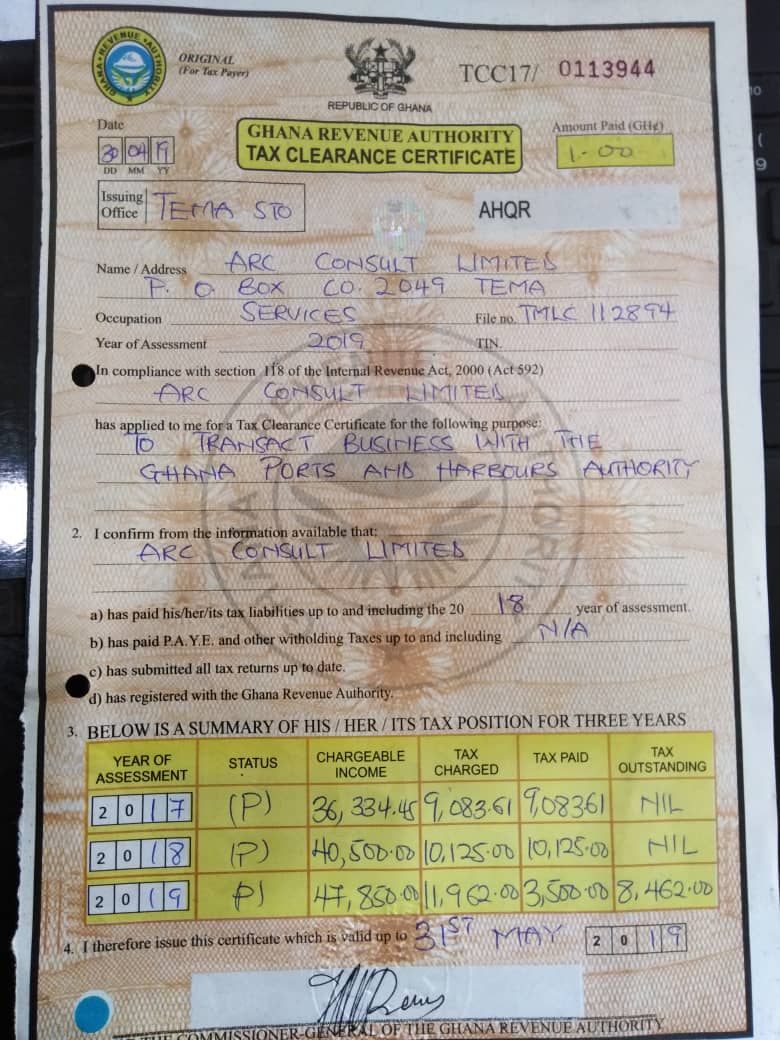 GHANA REVENUE AUTHORITY
ORIGINAL
(For Tax Payer)
REPUBLIC OF GHANA
TCC17/ 0113944
Date
30 04 19
DD MM YY
GHANA REVENUE AUTHORITY
TAX CLEARANCE CERTIFICATE
Amount Paid (GH¢)
1-00
Issuing Office TEMA STO
AHQR
Name / Address ARC CONSULT LIMITED
P. O. BOX CO. 2049 TEMA
Occupation SERVICES File no. TMLC 112894
Year of Assessment 2019 TIN.
In compliance with section 118 of the Internal Revenue Act, 2000 (Act 592)
ARC CONSULT LIMITED
has applied to me for a Tax Clearance Certificate for the following purpose:
TO TRANSACT BUSINESS WITH THE
GHANA PORTS AND HARBOURS AUTHORITY
2. I confirm from the information available that:
ARC CONSULT LIMITED
a) has paid his/her/its tax liabilities up to and including the 20 18 year of assessment.
b) has paid P.A.Y.E. and other witholding Taxes up to and including N/A
c) has submitted all tax returns up to date.
d) has registered with the Ghana Revenue Authority.
3. BELOW IS A SUMMARY OF HIS / HER / ITS TAX POSITION FOR THREE YEARS
YEAR OF ASSESSMENT STATUS CHARGEABLE INCOME TAX CHARGED TAX PAID TAX OUTSTANDING
2017 (P) 36,334.45 9,083.61 9,08361 NIL
2018 (P) 40,500.00 10,125.00 10,125.00 NIL
2019 P) 47,850.00 11,962.00 3,500.00 8,462.00
4. I therefore issue this certificate which is valid up to 31ST MAY 2019
COMMISSIONER-GENERAL OF THE GHANA REVENUE AUTHORITY